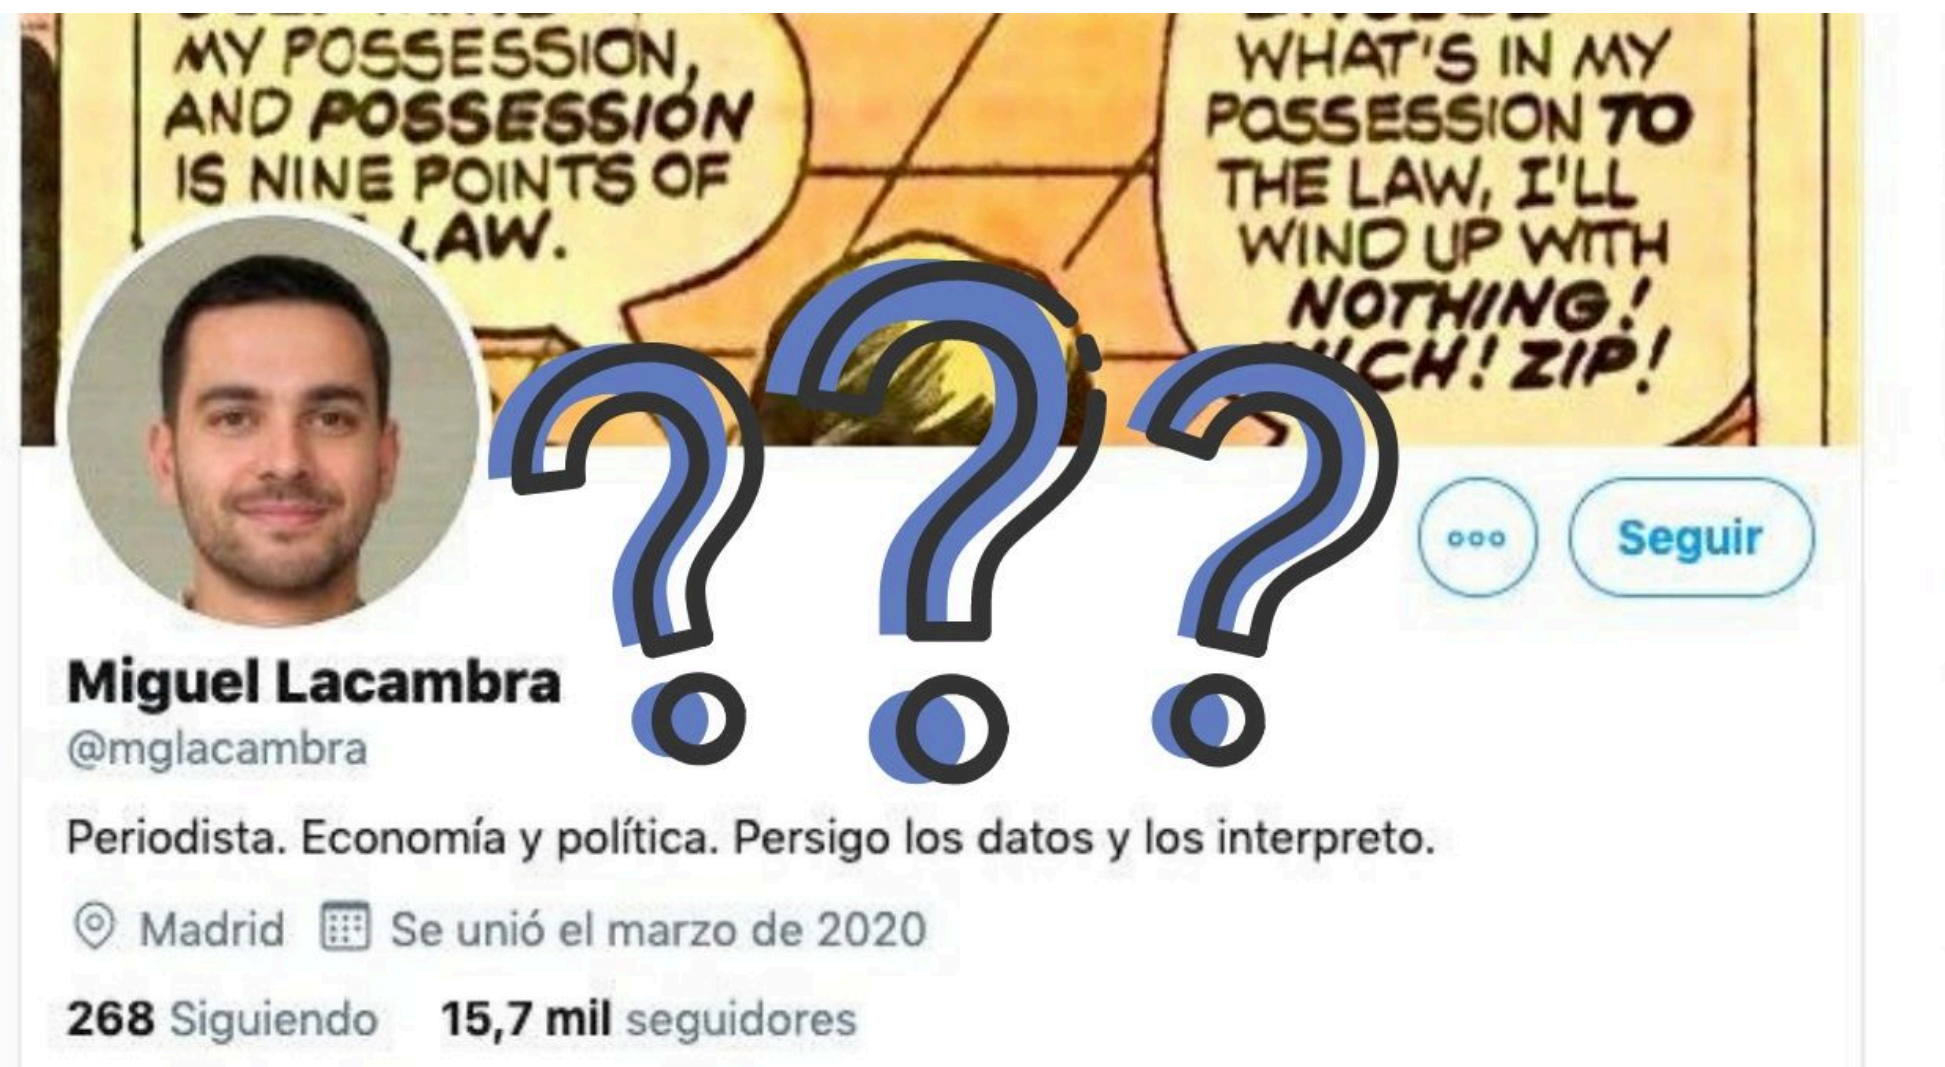 MY POSSESSION,
AND POSSESSION
IS NINE POINTS OF
LAW.
WHAT'S IN MY
POSSESSION TO
THE LAW, I'LL
WIND UP WITH
NOTHING!
ZIP!
???
Seguir
Miguel Lacambra
@mglacambra
Periodista. Economía y política. Persigo los datos y los interpreto.
Madrid Se unió el marzo de 2020
268 Siguiendo 15,7 mil seguidores